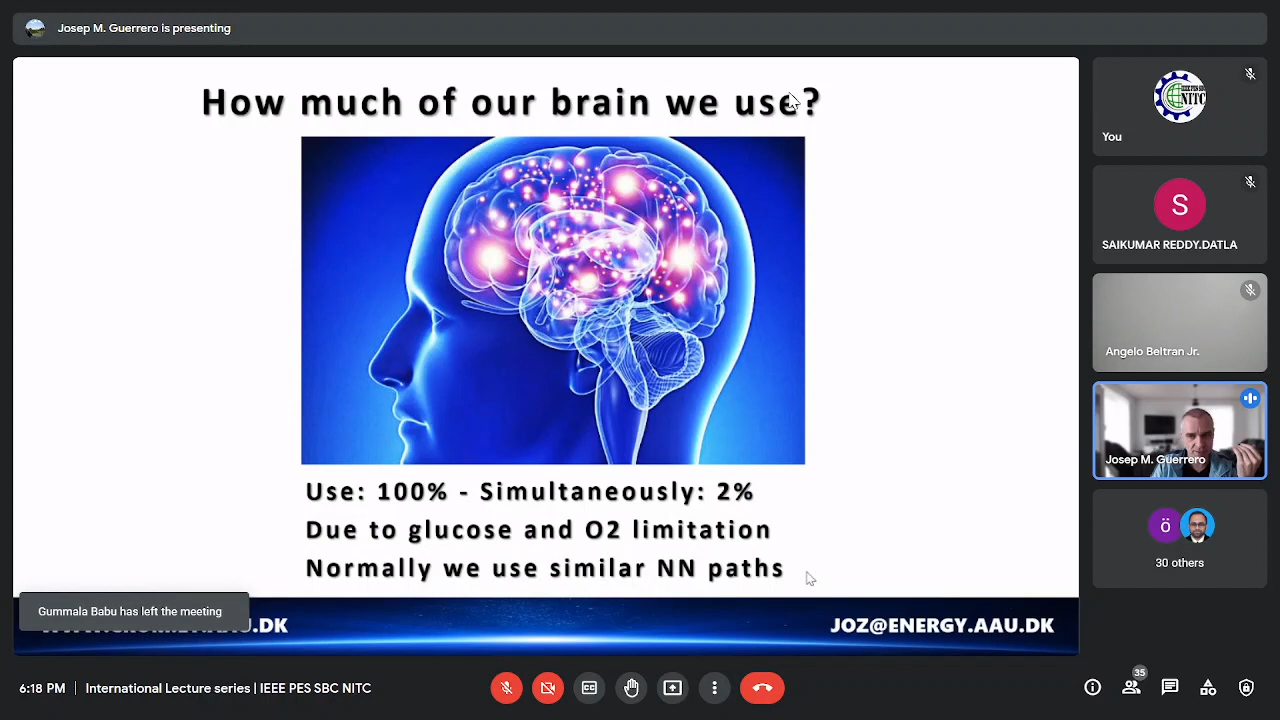 Josep M. Guerrero is presenting
How much of our brain we use?
Use: 100% - Simultaneously: 2%
Due to glucose and O2 limitation
Normally we use similar NN paths
Gummala Babu has left the meeting
JOZ@ENERGY.AAU.DK
NITC
You
S
SAIKUMAR REDDY.DATLA
Angelo Beltran Jr.
Josep M. Guerrero
ö
30 others
6:18 PM | International Lecture series | IEEE PES SBC NITC
35